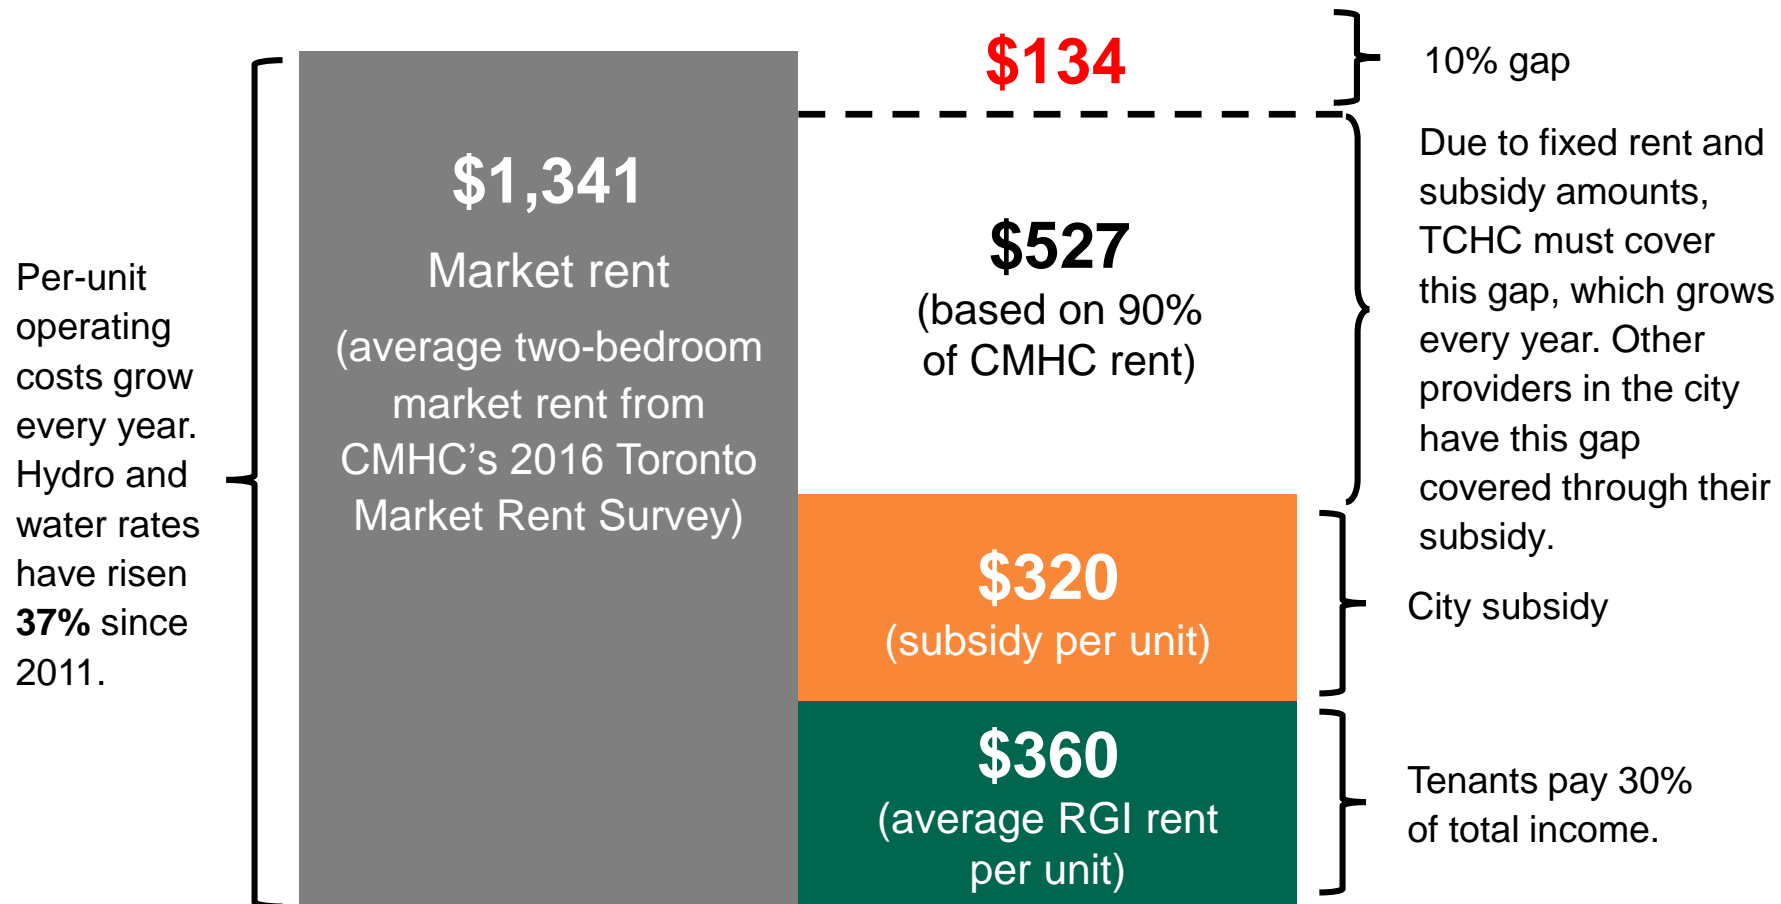 Per-unit
operating
costs grow
every year.
Hydro and
water rates
have risen
37% since
2011.
$1,341
Market rent
(average two-bedroom
market rent from
CMHC’s 2016 Toronto
Market Rent Survey)
$134
$527
(based on 90%
of CMHC rent)
$320
(subsidy per unit)
$360
(average RGI rent
per unit)
10% gap
Due to fixed rent and
subsidy amounts,
TCHC must cover
this gap, which grows
every year. Other
providers in the city
have this gap
covered through their
subsidy.
City subsidy
Tenants pay 30%
of total income.